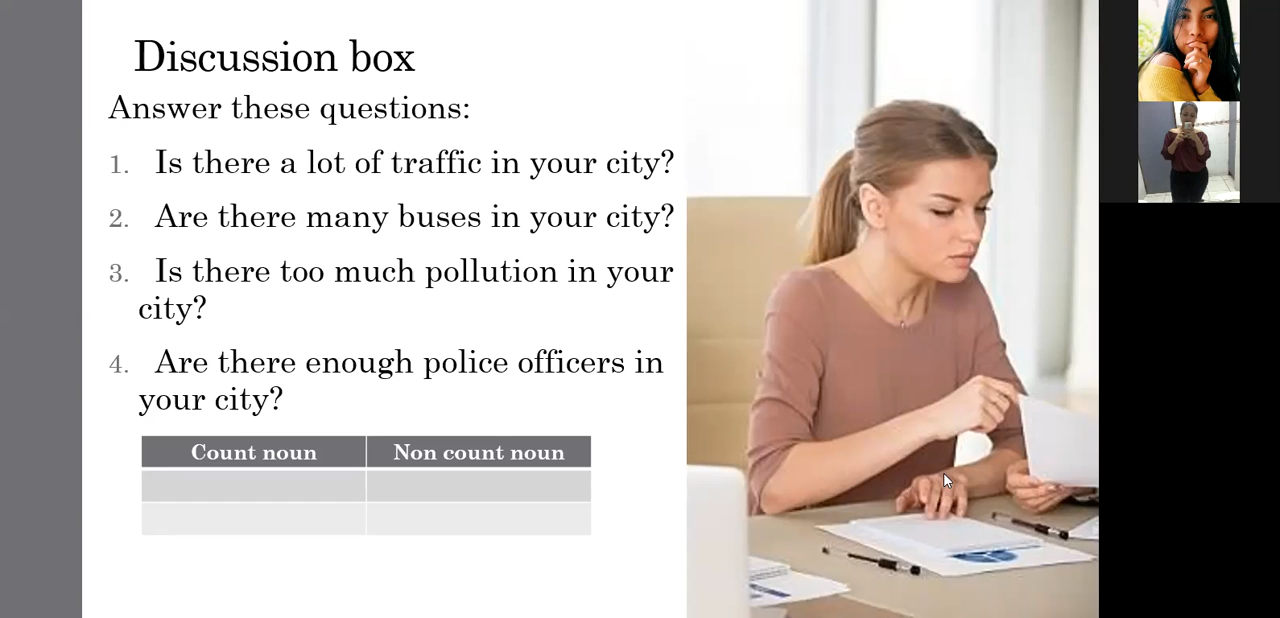 Discussion box
Answer these questions:
1. Is there a lot of traffic in your city?
2. Are there many buses in your city?
3. Is there too much pollution in your
city?
4. Are there enough police officers in
your city?
Count noun Non count noun